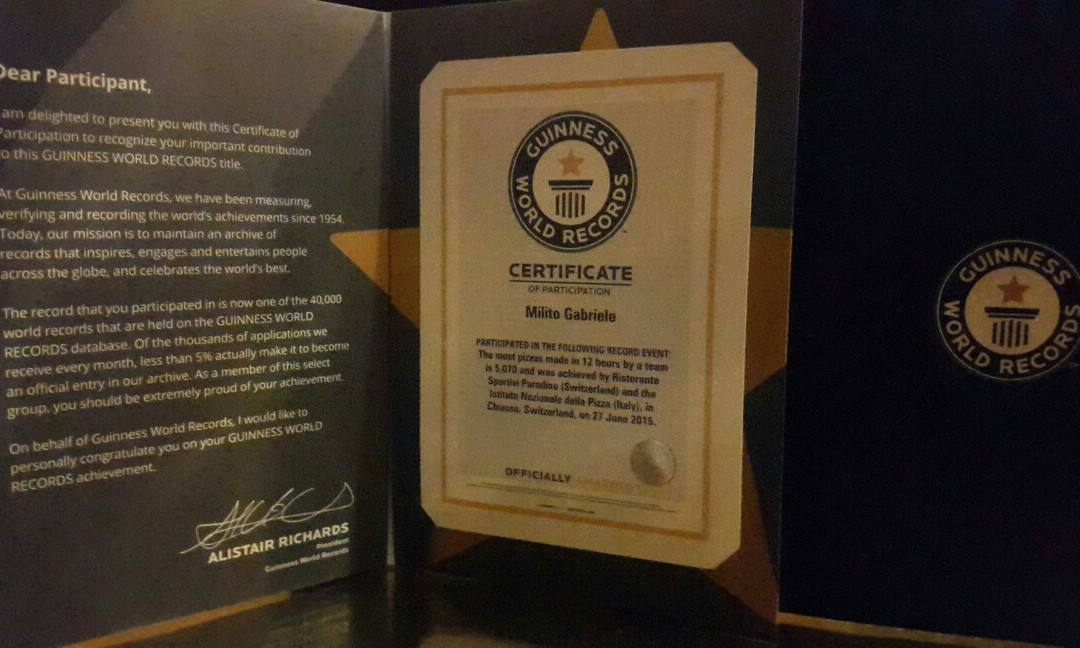 Dear Participant,
am delighted to present you with this Certificate of
Participation to recognize your important contribution
to this GUINNESS WORLD RECORDS title.
At Guinness World Records, we have been measuring,
verifying and recording the world's achievements since 1954.
Today, our mission is to maintain an archive of
records that inspires, engages and entertains people
across the globe, and celebrates the world's best.
The record that you participated in is now one of the 40,000
world records that are held on the GUINNESS WORLD
RECORDS database. Of the thousands of applications we
receive every month, less than 5% actually make it to become
an official entry in our archive. As a member of this select
group, you should be extremely proud of your achievement.
On behalf of Guinness World Records, I would like to
personally congratulate you on your GUINNESS WORLD
RECORDS achievement.
ALISTAIR RICHARDS
President
Guinness World Records
GUINNESS
WORLD RECORDS
CERTIFICATE
OF PARTICIPATION
Milito Gabriele
PARTICIPATED IN THE FOLLOWING RECORD EVENT:
The most pizzas made in 12 hours by a team
is 5,070 and was achieved by Ristorante
Sportivi Paradiso (Switzerland) and the
Istituto Nazionale della Pizza (Italy), in
Chiasso, Switzerland, on 27 June 2015.
OFFICIALLY AMAZING
GUINNESS
WORLD RECORDS